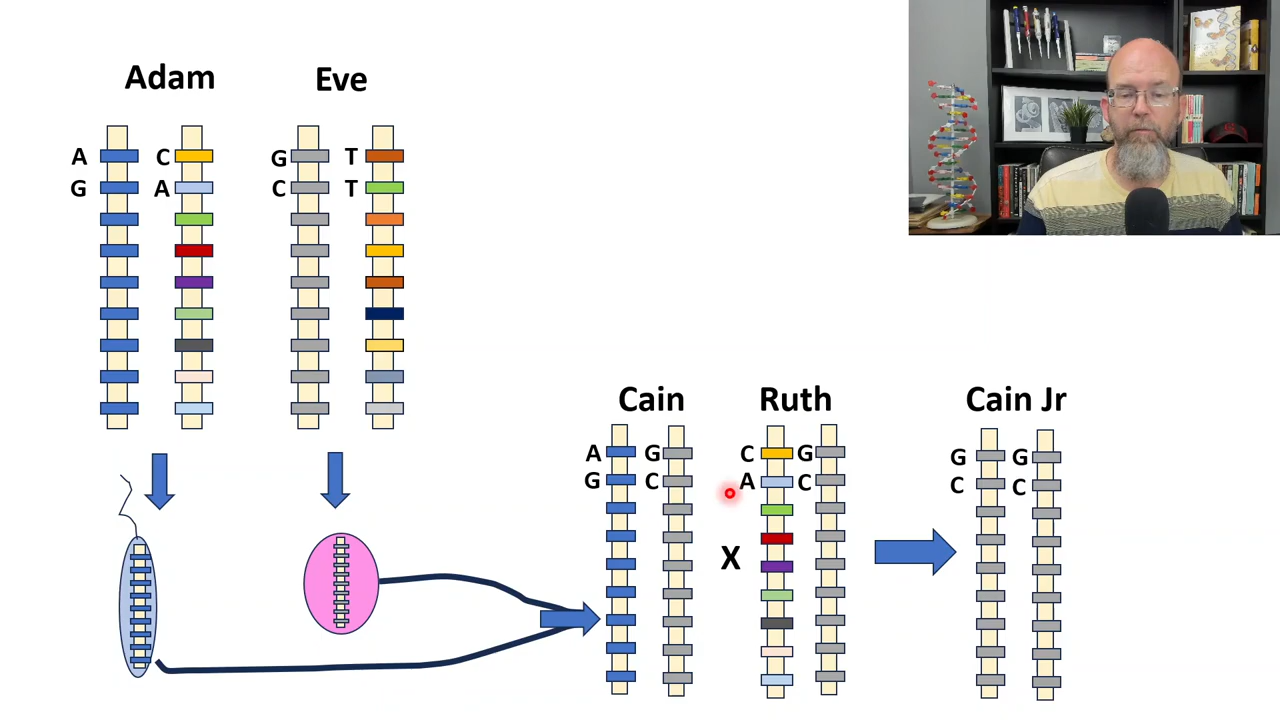 Adam Eve
A C G T
G A C T
Cain Ruth Cain Jr
A G C G G G
G C A C C C
X